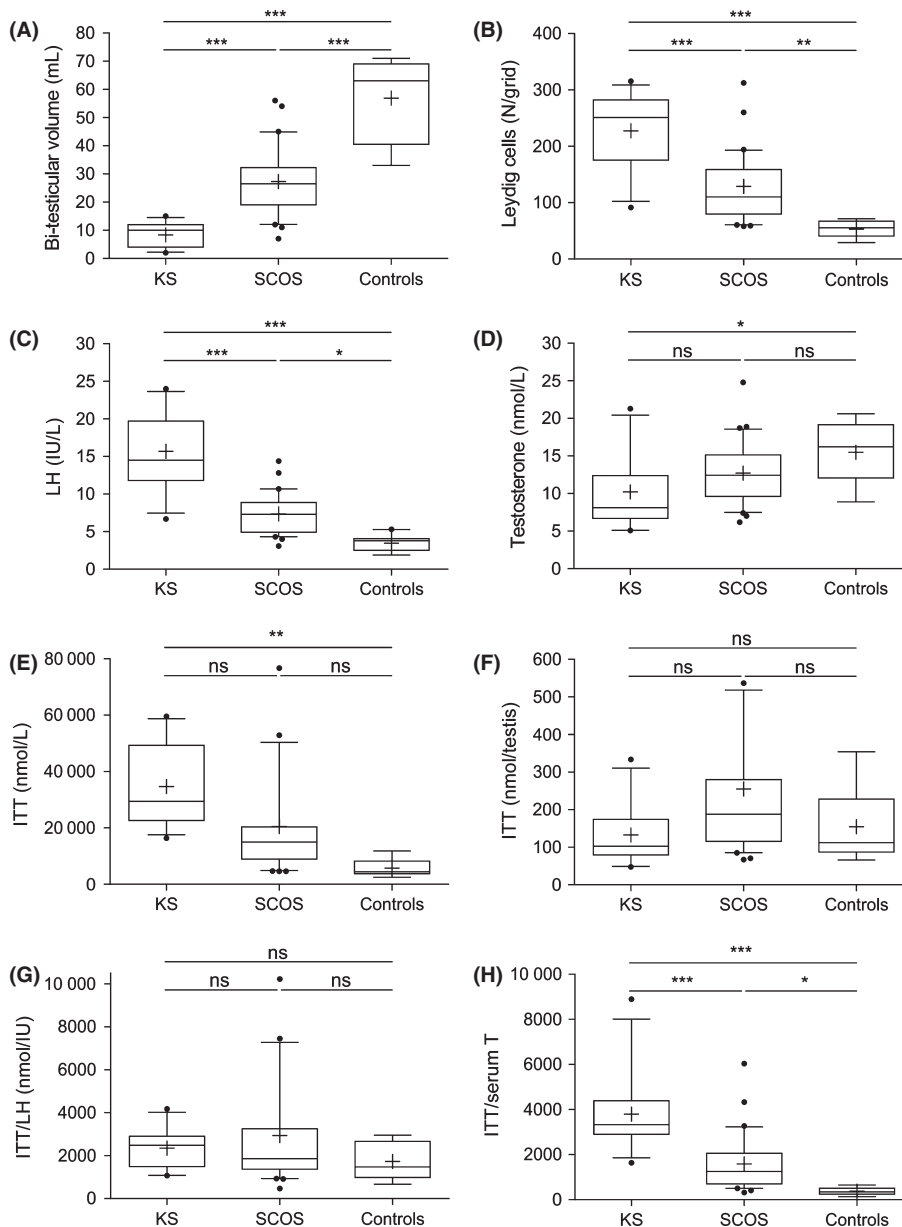 (A)
***
***
***
Bi-testicular volume (mL)
80
70
60
50
40
30
20
10
0
KS
SCOS
Controls
(B)
***
***
**
Leydig cells (N/grid)
400
300
200
100
0
KS
SCOS
Controls
(C)
***
***
*
LH (IU/L)
30
25
20
15
10
5
0
KS
SCOS
Controls
(D)
*
ns
ns
Testosterone (nmol/L)
30
25
20
15
10
5
0
KS
SCOS
Controls
(E)
**
ns
ns
ITT (nmol/L)
80 000
60 000
40 000
20 000
0
KS
SCOS
Controls
(F)
ns
ns
ns
ITT (nmol/testis)
600
500
400
300
200
100
0
KS
SCOS
Controls
(G)
ns
ns
ns
ITT/LH (nmol/IU)
10 000
8000
6000
4000
2000
0
KS
SCOS
Controls
(H)
***
***
*
ITT/serum T
10 000
8000
6000
4000
2000
0
KS
SCOS
Controls